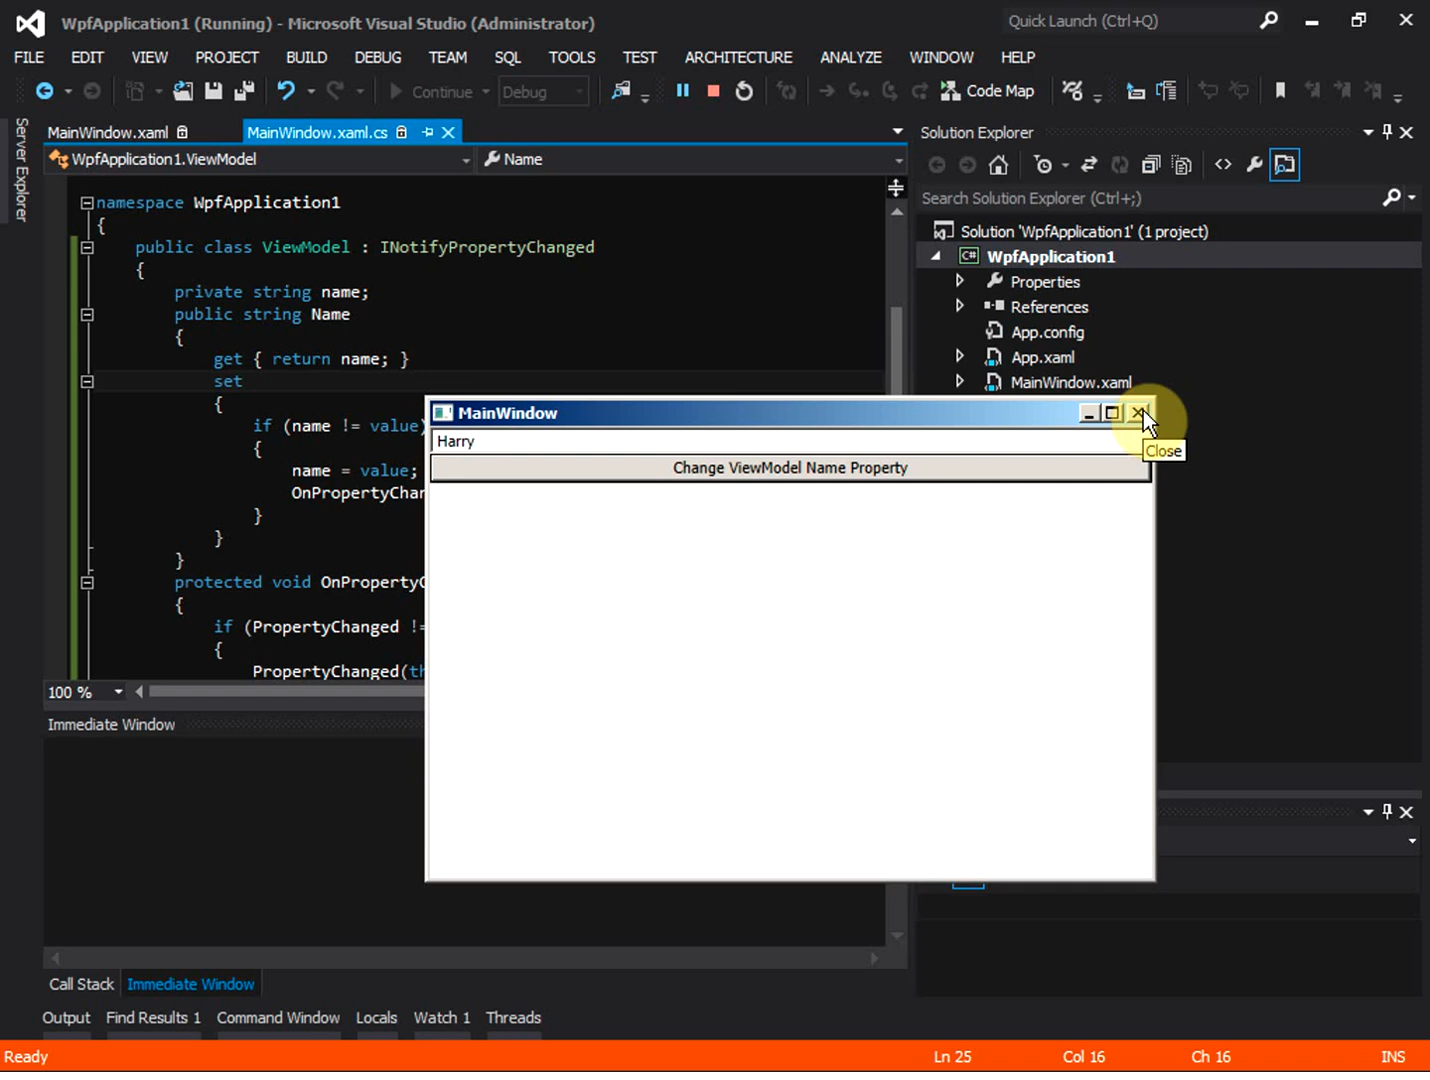 WpfApplication1 (Running) - Microsoft Visual Studio (Administrator)
Quick Launch (Ctrl+Q)
FILE EDIT VIEW PROJECT BUILD DEBUG TEAM SQL TOOLS TEST ARCHITECTURE ANALYZE WINDOW HELP
Continue Debug Code Map
Server Explorer
MainWindow.xaml MainWindow.xaml.cs
WpfApplication1.ViewModel Name
namespace WpfApplication1
{
public class ViewModel : INotifyPropertyChanged
{
private string name;
public string Name
{
get { return name; }
set
{
if (name != value)
{
name = value;
OnPropertyChan
}
}
}
protected void OnPropertyC
{
if (PropertyChanged !=
{
PropertyChanged(th
100 %
Immediate Window
Call Stack Immediate Window
Output Find Results 1 Command Window Locals Watch 1 Threads
MainWindow
Harry
Change ViewModel Name Property
Close
Solution Explorer
Search Solution Explorer (Ctrl+;)
Solution 'WpfApplication1' (1 project)
C# WpfApplication1
Properties
References
App.config
App.xaml
MainWindow.xaml
Ready Ln 25 Col 16 Ch 16 INS